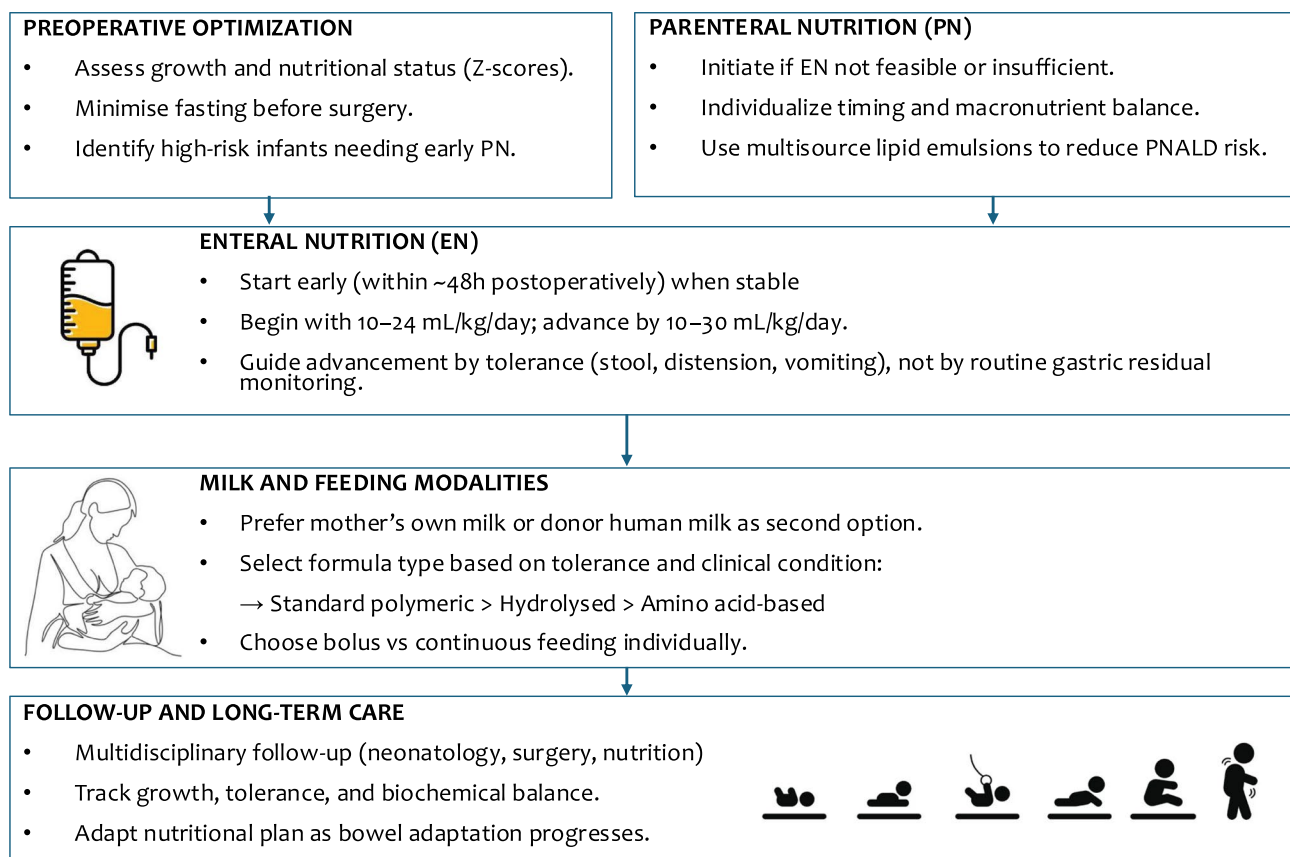 PREOPERATIVE OPTIMIZATION
• Assess growth and nutritional status (Z-scores).
• Minimise fasting before surgery.
• Identify high-risk infants needing early PN.
PARENTERAL NUTRITION (PN)
• Initiate if EN not feasible or insufficient.
• Individualize timing and macronutrient balance.
• Use multisource lipid emulsions to reduce PNALD risk.
ENTERAL NUTRITION (EN)
• Start early (within ~48h postoperatively) when stable
• Begin with 10–24 mL/kg/day; advance by 10–30 mL/kg/day.
• Guide advancement by tolerance (stool, distension, vomiting), not by routine gastric residual
monitoring.
MILK AND FEEDING MODALITIES
• Prefer mother's own milk or donor human milk as second option.
• Select formula type based on tolerance and clinical condition:
→ Standard polymeric > Hydrolysed > Amino acid-based
• Choose bolus vs continuous feeding individually.
FOLLOW-UP AND LONG-TERM CARE
• Multidisciplinary follow-up (neonatology, surgery, nutrition)
• Track growth, tolerance, and biochemical balance.
• Adapt nutritional plan as bowel adaptation progresses.